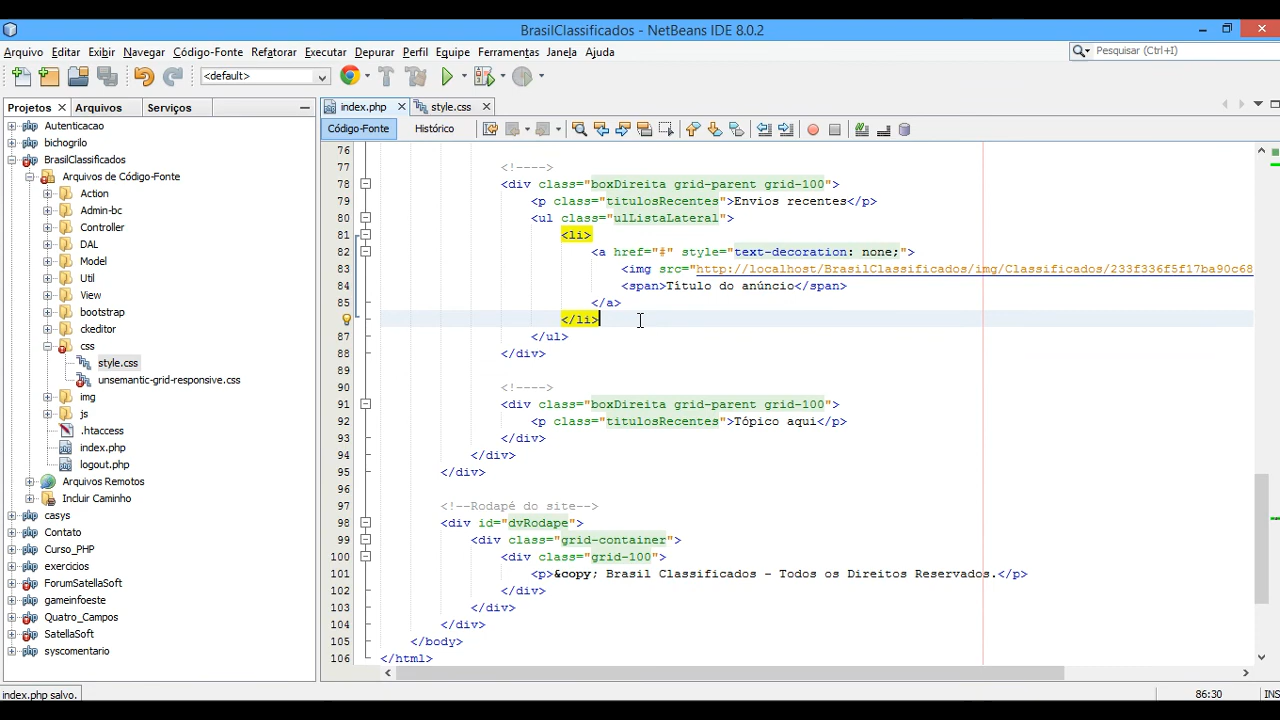 BrasilClassificados - NetBeans IDE 8.0.2
Arquivo Editar Exibir Navegar Código-Fonte Refatorar Executar Depurar Perfil Equipe Ferramentas Janela Ajuda
Pesquisar (Ctrl+I)
<default>
Projetos Arquivos Serviços
index.php style.css
Código-Fonte Histórico
Autenticacao
bichogrilo
BrasilClassificados
Arquivos de Código-Fonte
Action
Admin-bc
Controller
DAL
Model
Util
View
bootstrap
ckeditor
css
style.css
unsemantic-grid-responsive.css
img
js
.htaccess
index.php
logout.php
Arquivos Remotos
Incluir Caminho
casys
Contato
Curso_PHP
exercicios
ForumSatellaSoft
gameinfoeste
Quatro_Campos
SatellaSoft
syscomentario
76
77 <!---->
78 <div class="boxDireita grid-parent grid-100">
79 <p class="titulosRecentes">Envios recentes</p>
80 <ul class="ulListaLateral">
81 <li>
82 <a href="#" style="text-decoration: none;">
83 <img src="http://localhost/BrasilClassificados/img/Classificados/233f336f5f17ba90c68
84 <span>Título do anúncio</span>
85 </a>
</li>
87 </ul>
88 </div>
89
90 <!---->
91 <div class="boxDireita grid-parent grid-100">
92 <p class="titulosRecentes">Tópico aqui</p>
93 </div>
94 </div>
95 </div>
96
97 <!--Rodapé do site-->
98 <div id="dvRodape">
99 <div class="grid-container">
100 <div class="grid-100">
101 <p>&copy; Brasil Classificados - Todos os Direitos Reservados.</p>
102 </div>
103 </div>
104 </div>
105 </body>
106 </html>
index.php salvo.
86:30 INS